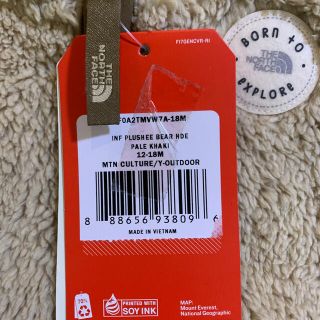 THE
NORTH
FACE
F17GENCVR-RI
BORN TO
THE
NORTH
FACE
EXPLORE
F0A2TMVW7A-18M
INF PLUSHEE BEAR HDE
PALE KHAKI
12-18M
MTN CULTURE/Y-OUTDOOR
8 88656 93809 6
MADE IN VIETNAM
PRINTED WITH
SOY INK
MAP:
Mount Everest,
National Geographic